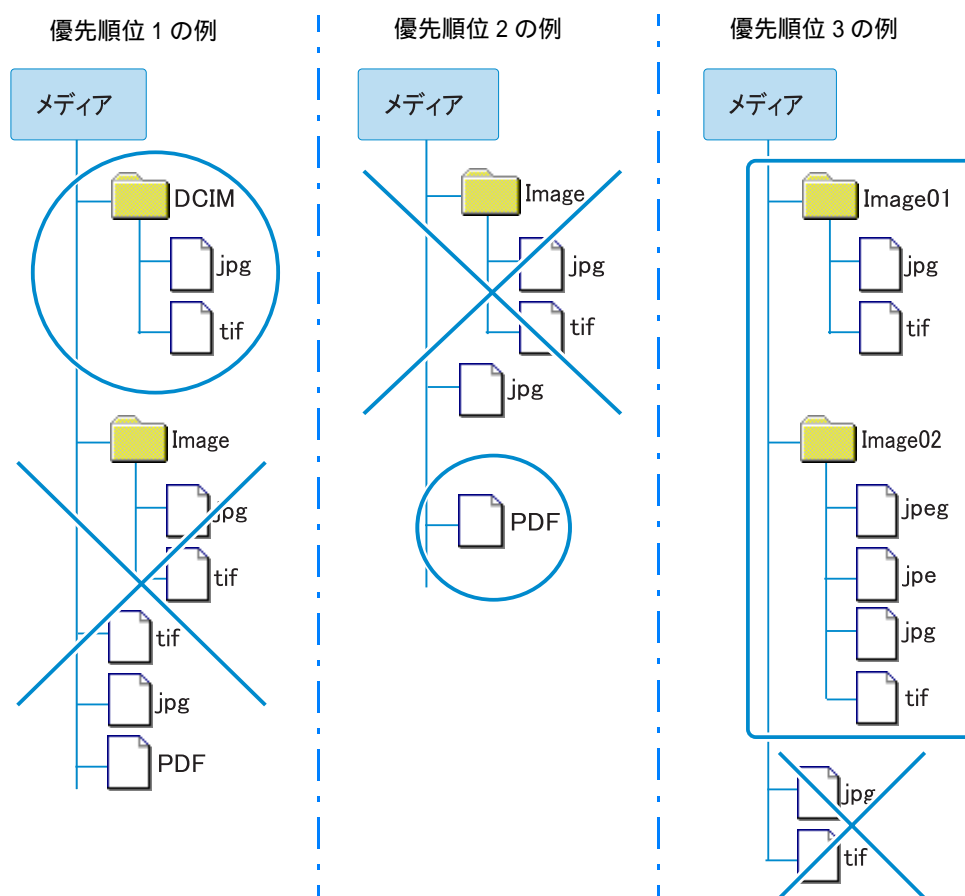 優先順位 1 の例
メディア
DCIM
jpg
tif
Image
jpg
tif
tif
jpg
PDF
優先順位 2 の例
メディア
Image
jpg
tif
jpg
PDF
優先順位 3 の例
メディア
Image01
jpg
tif
Image02
jpeg
jpe
jpg
tif
jpg
tif